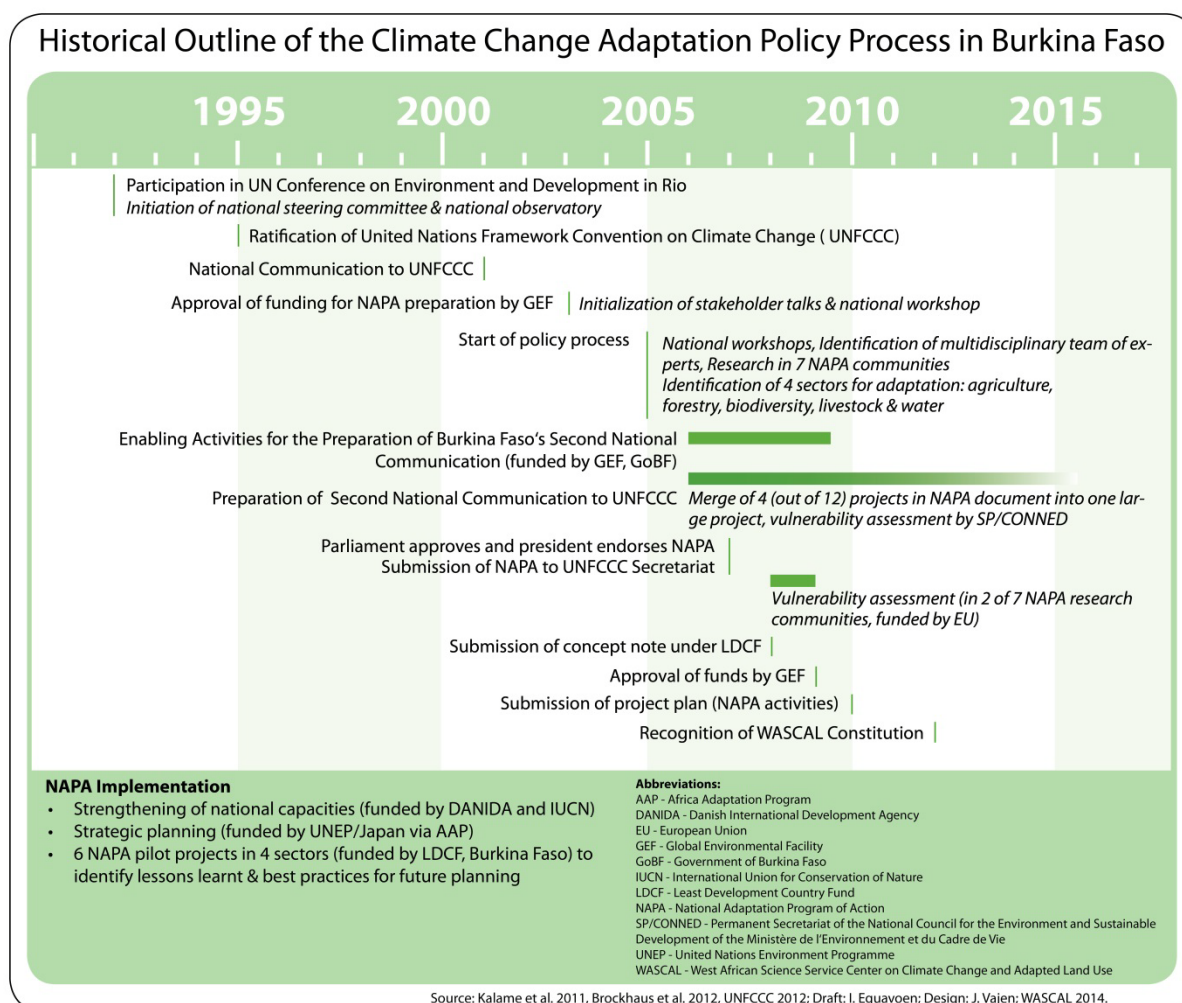 Historical Outline of the Climate Change Adaptation Policy Process in Burkina Faso
1995 2000 2005 2010 2015
Participation in UN Conference on Environment and Development in Rio
Initiation of national steering committee & national observatory
Ratification of United Nations Framework Convention on Climate Change ( UNFCCC)
National Communication to UNFCCC
Approval of funding for NAPA preparation by GEF
Initialization of stakeholder talks & national workshop
Start of policy process
National workshops, Identification of multidisciplinary team of ex-
perts, Research in 7 NAPA communities
Identification of 4 sectors for adaptation: agriculture,
forestry, biodiversity, livestock & water
Enabling Activities for the Preparation of Burkina Faso's Second National
Communication (funded by GEF, GoBF)
Preparation of Second National Communication to UNFCCC
Merge of 4 (out of 12) projects in NAPA document into one lar-
ge project, vulnerability assessment by SP/CONNED
Parliament approves and president endorses NAPA
Submission of NAPA to UNFCCC Secretariat
Vulnerability assessment (in 2 of 7 NAPA research
communities, funded by EU)
Submission of concept note under LDCF
Approval of funds by GEF
Submission of project plan (NAPA activities)
Recognition of WASCAL Constitution
NAPA Implementation
• Strengthening of national capacities (funded by DANIDA and IUCN)
• Strategic planning (funded by UNEP/Japan via AAP)
• 6 NAPA pilot projects in 4 sectors (funded by LDCF, Burkina Faso) to
identify lessons learnt & best practices for future planning
Abbreviations:
AAP - Africa Adaptation Program
DANIDA - Danish International Development Agency
EU - European Union
GEF - Global Environmental Facility
GoBF - Government of Burkina Faso
IUCN - International Union for Conservation of Nature
LDCF - Least Development Country Fund
NAPA - National Adaptation Program of Action
SP/CONNED - Permanent Secretariat of the National Council for the Environment and Sustainable
Development of the Ministère de l'Environnement et du Cadre de Vie
UNEP - United Nations Environment Programme
WASCAL - West African Science Service Center on Climate Change and Adapted Land Use
Source: Kalame et al. 2011, Brockhaus et al. 2012, UNFCCC 2012; Draft: I. Eguavoen; Design: J. Vajen; WASCAL 2014.